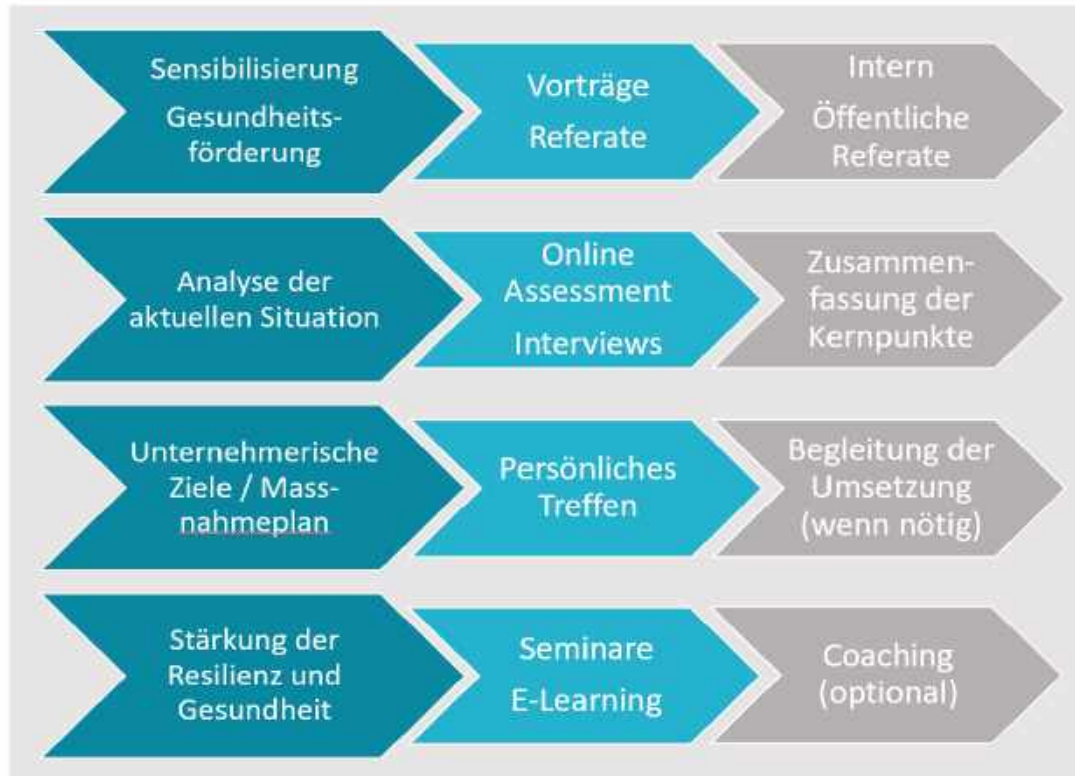 Sensibilisierung
Gesundheits-
förderung
Vorträge
Referate
Intern
Öffentliche
Referate
Analyse der
aktuellen Situation
Online
Assessment
Interviews
Zusammen-
fassung der
Kernpunkte
Unternehmerische
Ziele / Mass-
nahmeplan
Persönliches
Treffen
Begleitung der
Umsetzung
(wenn nötig)
Stärkung der
Resilienz und
Gesundheit
Seminare
E-Learning
Coaching
(optional)